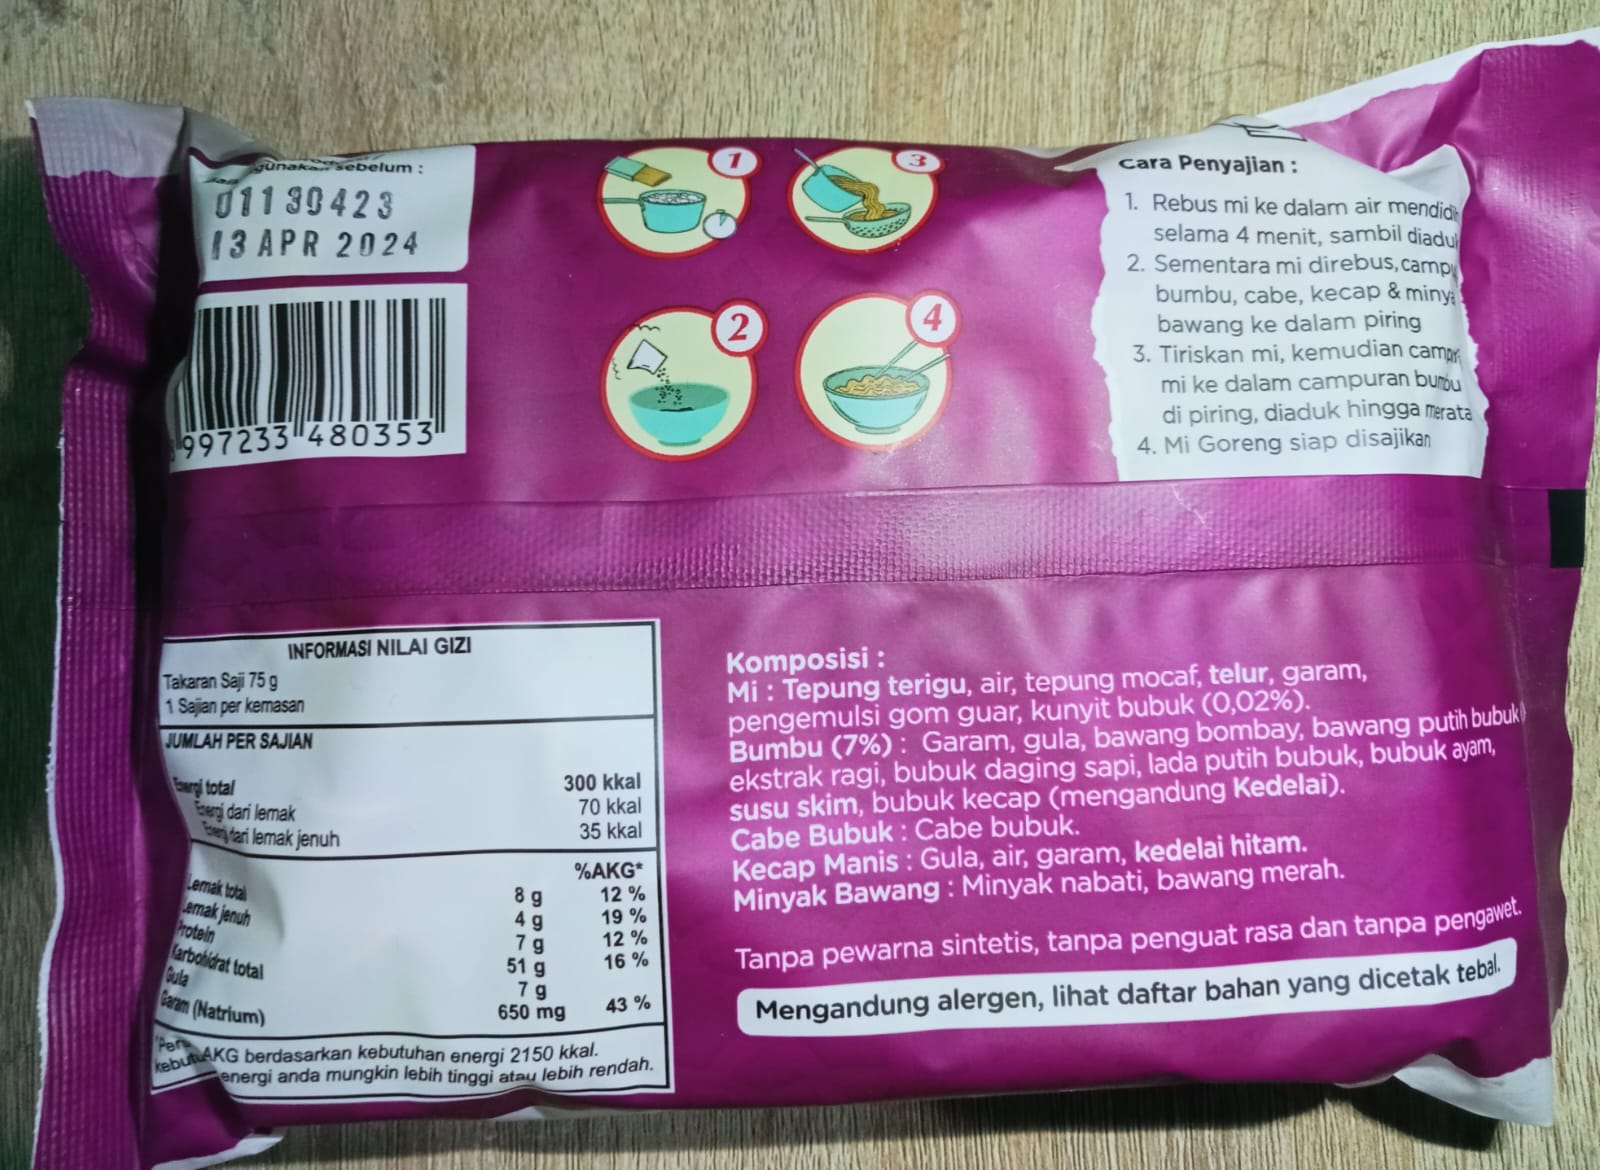 sebelum :
01130423
13 APR 2024
997233 480353
1
3
2
4
Cara Penyajian :
1. Rebus mi ke dalam air mendidih
selama 4 menit, sambil diaduk
2. Sementara mi direbus, campur
bumbu, cabe, kecap & minyak
bawang ke dalam piring
3. Tiriskan mi, kemudian campur
mi ke dalam campuran bumbu
di piring, diaduk hingga merata
4. Mi Goreng siap disajikan
INFORMASI NILAI GIZI
Takaran Saji 75 g
1 Sajian per kemasan
JUMLAH PER SAJIAN
Energi total 300 kkal
Energi dari lemak 70 kkal
Energi dari lemak jenuh 35 kkal
%AKG*
Lemak total 8 g 12 %
Lemak jenuh 4 g 19 %
Protein 7 g 12 %
Karbohidrat total 51 g 16 %
Gula 7 g
Garam (Natrium) 650 mg 43 %
AKG berdasarkan kebutuhan energi 2150 kkal.
energi anda mungkin lebih tinggi atau lebih rendah.
Komposisi :
Mi : Tepung terigu, air, tepung mocaf, telur, garam,
pengemulsi gom guar, kunyit bubuk (0,02%).
Bumbu (7%) : Garam, gula, bawang bombay, bawang putih bubuk
ekstrak ragi, bubuk daging sapi, lada putih bubuk, bubuk ayam,
susu skim, bubuk kecap (mengandung Kedelai).
Cabe Bubuk : Cabe bubuk.
Kecap Manis : Gula, air, garam, kedelai hitam.
Minyak Bawang : Minyak nabati, bawang merah.
Tanpa pewarna sintetis, tanpa penguat rasa dan tanpa pengawet.
Mengandung alergen, lihat daftar bahan yang dicetak tebal.